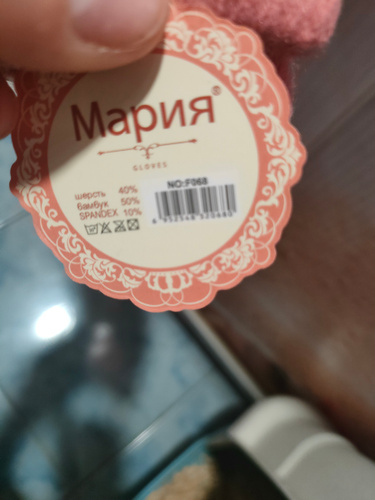 Мария®
GLOVES
шерсть 40%
бамбук 50%
SPANDEX 10%
NO:F068